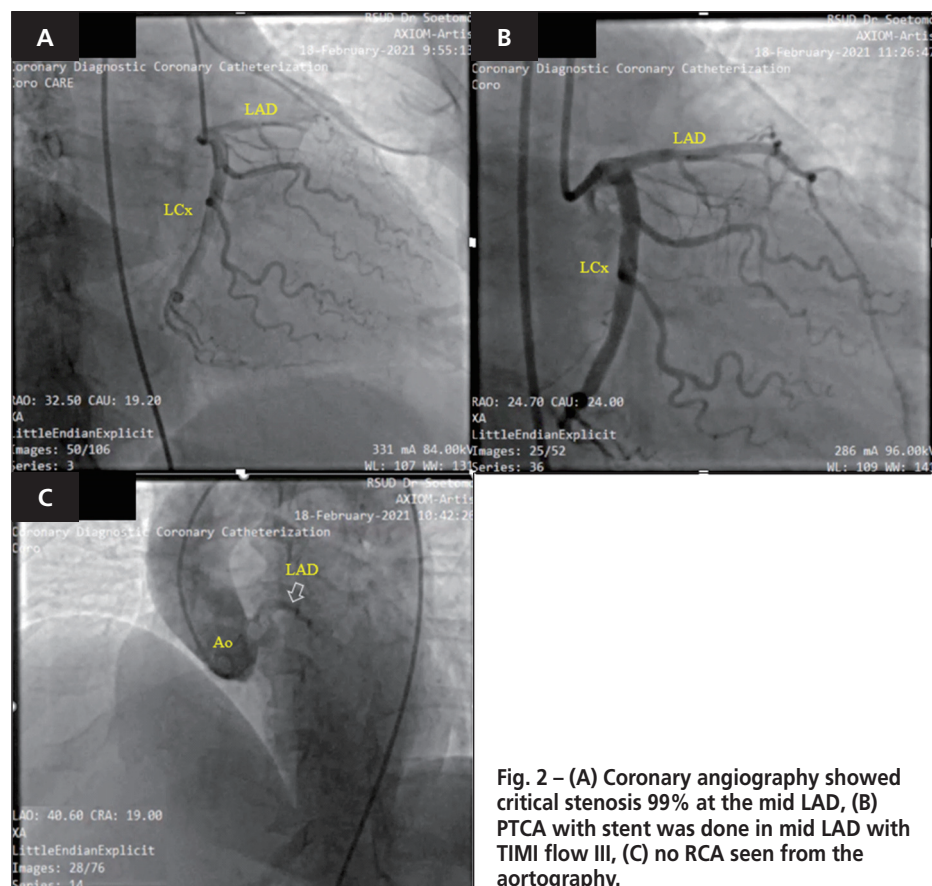 A
RSUD Dr Soetomo
AXIOM-Artis
18-February-2021 9:55:13
Coronary Diagnostic Coronary Catheterization
Coro CARE
LAD
LCx
RAO: 32.50 CAU: 19.20
XA
LittleEndianExplicit
Images: 50/106
Series: 3
331 mA 84.00kV
WL: 107 WW: 131
B
RSUD Dr Soetomo
AXIOM-Artis
18-February-2021 11:26:47
Coronary Diagnostic Coronary Catheterization
Coro
LAD
LCx
RAO: 24.70 CAU: 24.00
XA
LittleEndianExplicit
Images: 25/52
Series: 36
286 mA 96.00kV
WL: 109 WW: 141
C
RSUD Dr Soetomo
AXIOM-Artis
18-February-2021 10:42:26
Coronary Diagnostic Coronary Catheterization
Coro
LAD
Ao
LAO: 40.60 CRA: 19.00
XA
LittleEndianExplicit
Images: 28/76
Series: 14
Fig. 2 – (A) Coronary angiography showed
critical stenosis 99% at the mid LAD, (B)
PTCA with stent was done in mid LAD with
TIMI flow III, (C) no RCA seen from the
aortography.